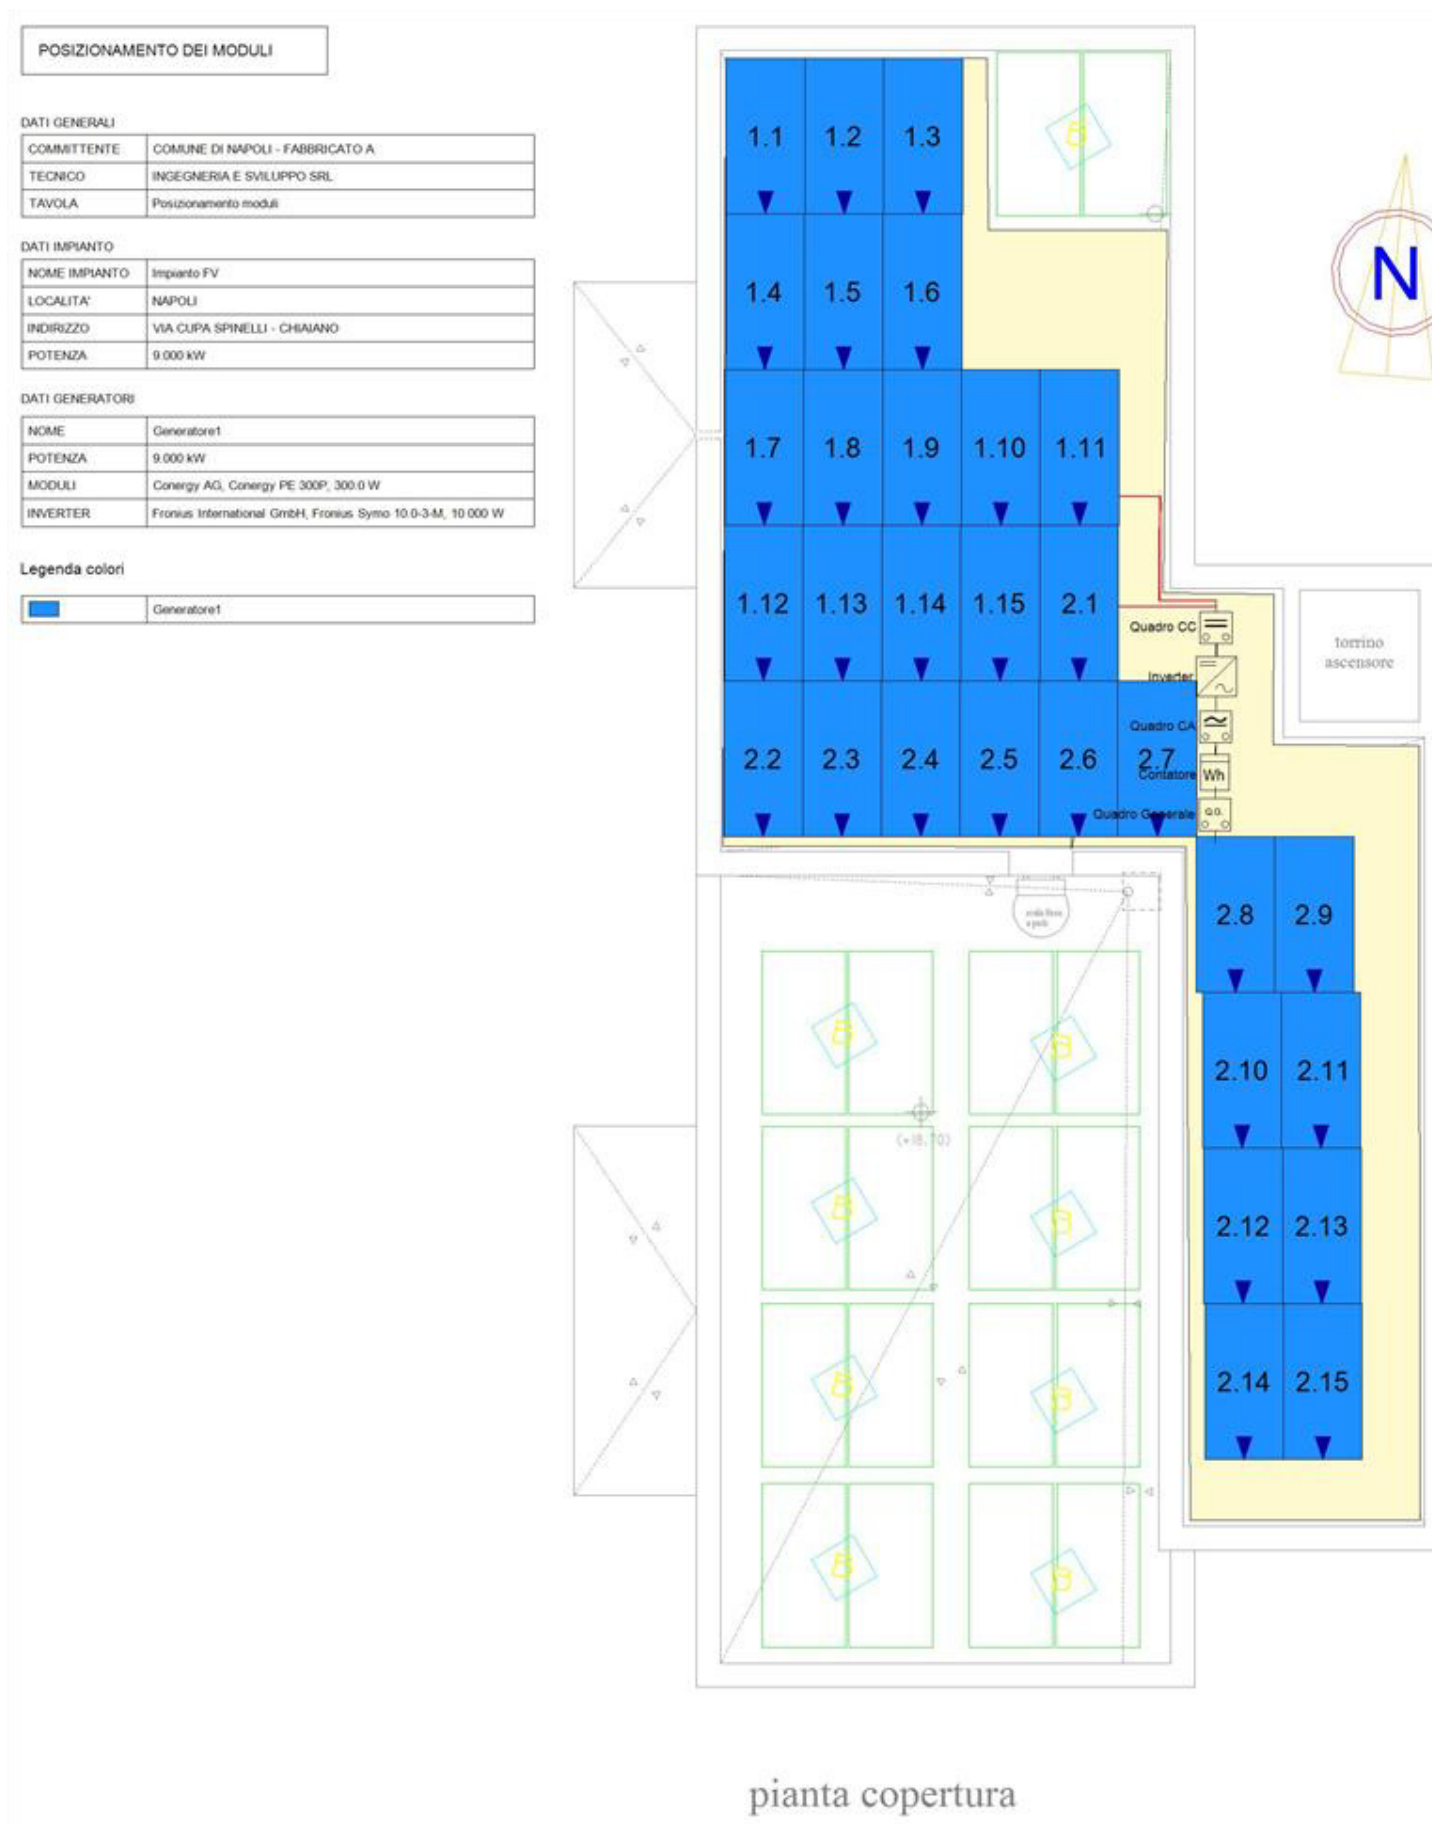 POSIZIONAMENTO DEI MODULI
DATI GENERALI
COMMITTENTE COMUNE DI NAPOLI - FABBRICATO A
TECNICO INGEGNERIA E SVILUPPO SRL
TAVOLA Posizionamento moduli
DATI IMPIANTO
NOME IMPIANTO Impianto FV
LOCALITA' NAPOLI
INDIRIZZO VIA CUPA SPINELLI - CHIAIANO
POTENZA 9.000 kW
DATI GENERATORI
NOME Generatore1
POTENZA 9.000 kW
MODULI Conergy AG, Conergy PE 300P, 300.0 W
INVERTER Fronius International GmbH, Fronius Symo 10.0-3-M, 10 000 W
Legenda colori
Generatore1
1.1 1.2 1.3
N
1.4 1.5 1.6
1.7 1.8 1.9 1.10 1.11
1.12 1.13 1.14 1.15 2.1
Quadro CC
torrino
ascensore
Inverter
Quadro CA
2.2 2.3 2.4 2.5 2.6 2.7
Contatore Wh
Quadro Generale Q.G.
2.8 2.9
2.10 2.11
(+18.70)
2.12 2.13
2.14 2.15
pianta copertura